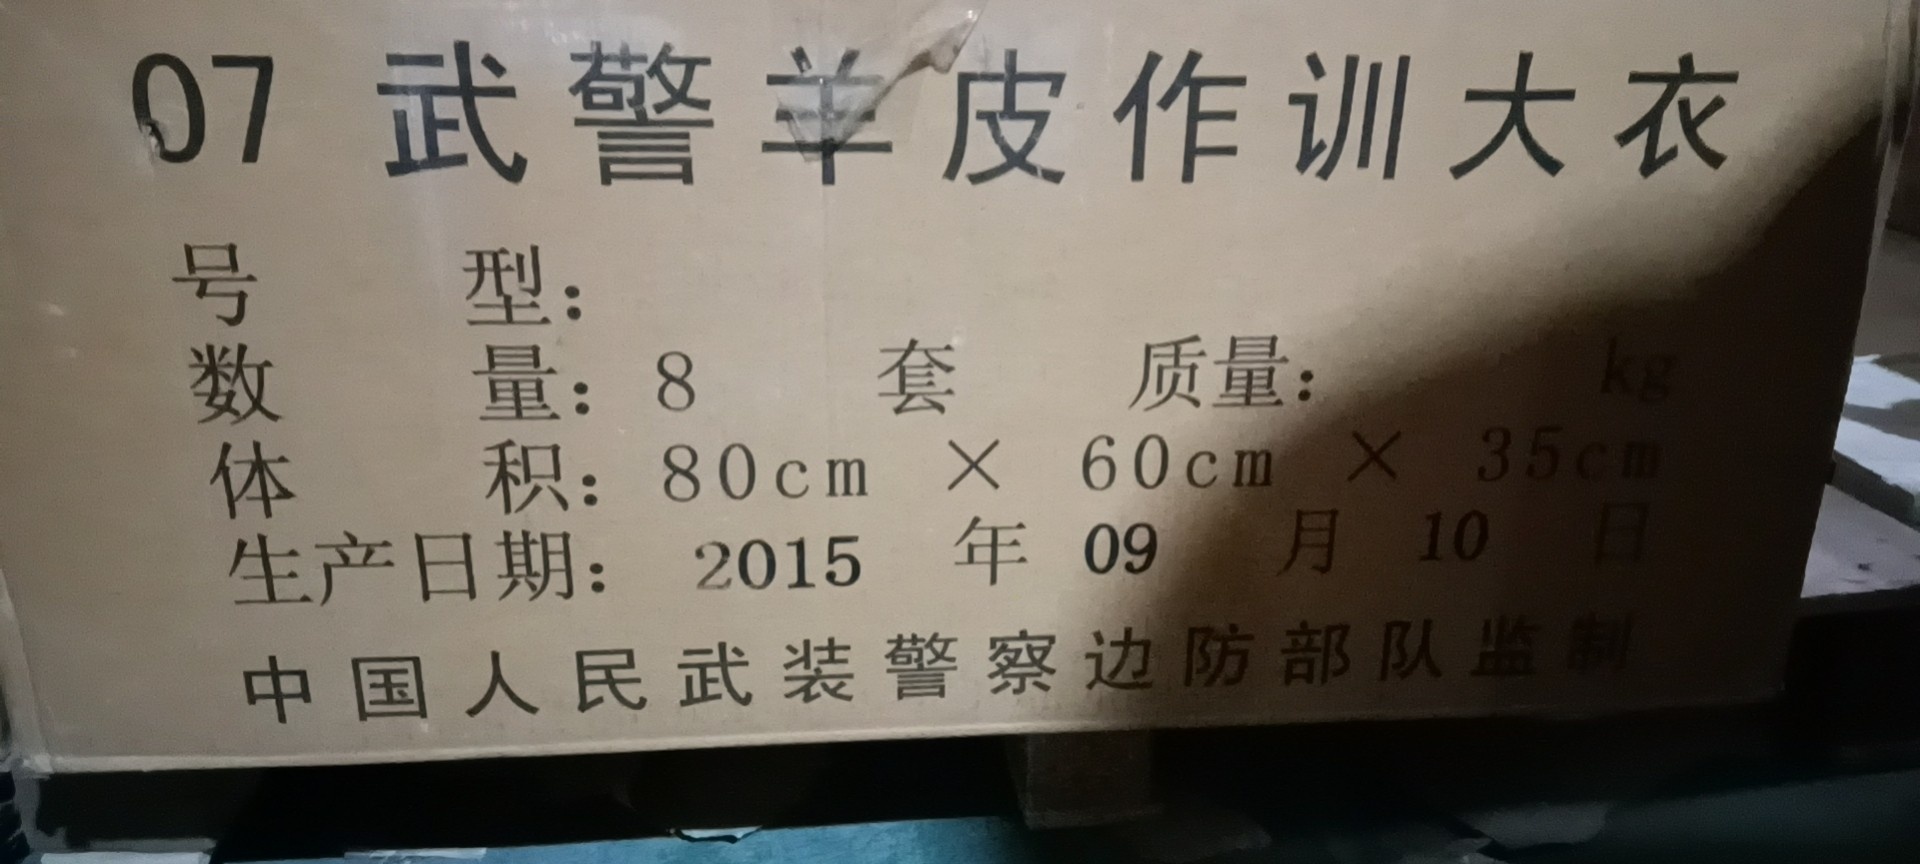 07 武警羊皮作训大衣
号 型:
数 量: 8 套 质量: kg
体 积: 80cm × 60cm × 35cm
生产日期: 2015 年 09 月 10 日
中国人民武装警察边防部队监制